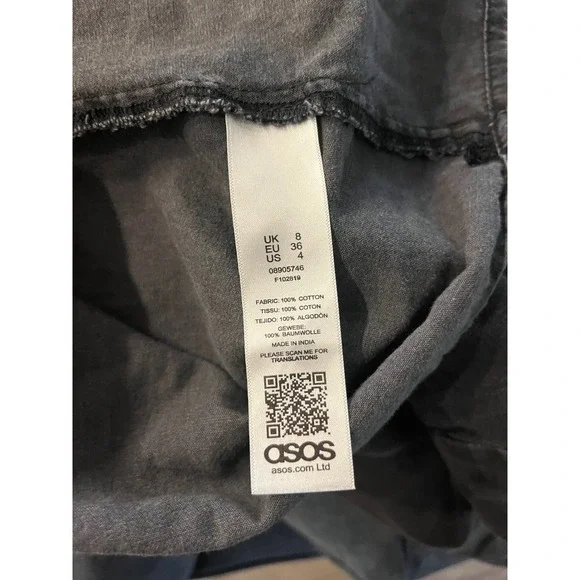 UK 8
EU 36
US 4
08905746
F102819
FABRIC: 100% COTTON
TISSU: 100% COTON
TEJIDO: 100% ALGODÓN
GEWEBE:
100% BAUMWOLLE
MADE IN INDIA
PLEASE SCAN ME FOR
TRANSLATIONS
asos
asos.com Ltd